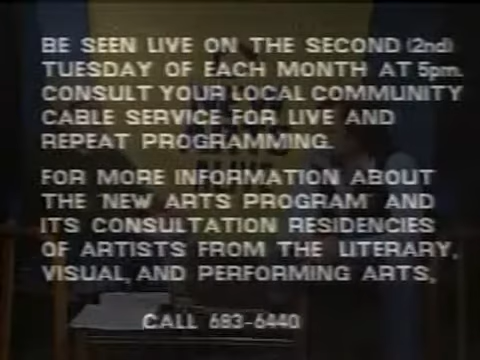 BE SEEN LIVE ON THE SECOND (2nd)
TUESDAY OF EACH MONTH AT 5pm.
CONSULT YOUR LOCAL COMMUNITY
CABLE SERVICE FOR LIVE AND
REPEAT PROGRAMMING.
FOR MORE INFORMATION ABOUT
THE 'NEW ARTS PROGRAM' AND
ITS CONSULTATION RESIDENCIES
OF ARTISTS FROM THE LITERARY,
VISUAL, AND PERFORMING ARTS,
CALL 683-6440